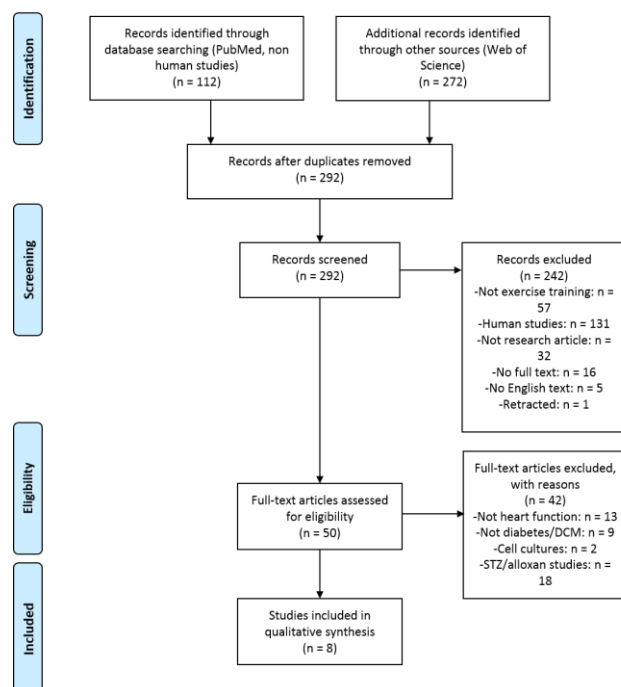 Identification
Records identified through
database searching (PubMed, non
human studies)
(n = 112)
Additional records identified
through other sources (Web of
Science)
(n = 272)
Records after duplicates removed
(n = 292)
Screening
Records screened
(n = 292)
Records excluded
(n = 242)
-Not exercise training: n =
57
-Human studies: n = 131
-Not research article: n =
32
-No full text: n = 16
-No English text: n = 5
-Retracted: n = 1
Eligibility
Full-text articles assessed
for eligibility
(n = 50)
Full-text articles excluded,
with reasons
(n = 42)
-Not heart function: n = 13
-Not diabetes/DCM: n = 9
-Cell cultures: n = 2
-STZ/alloxan studies: n =
18
Included
Studies included in
qualitative synthesis
(n = 8)